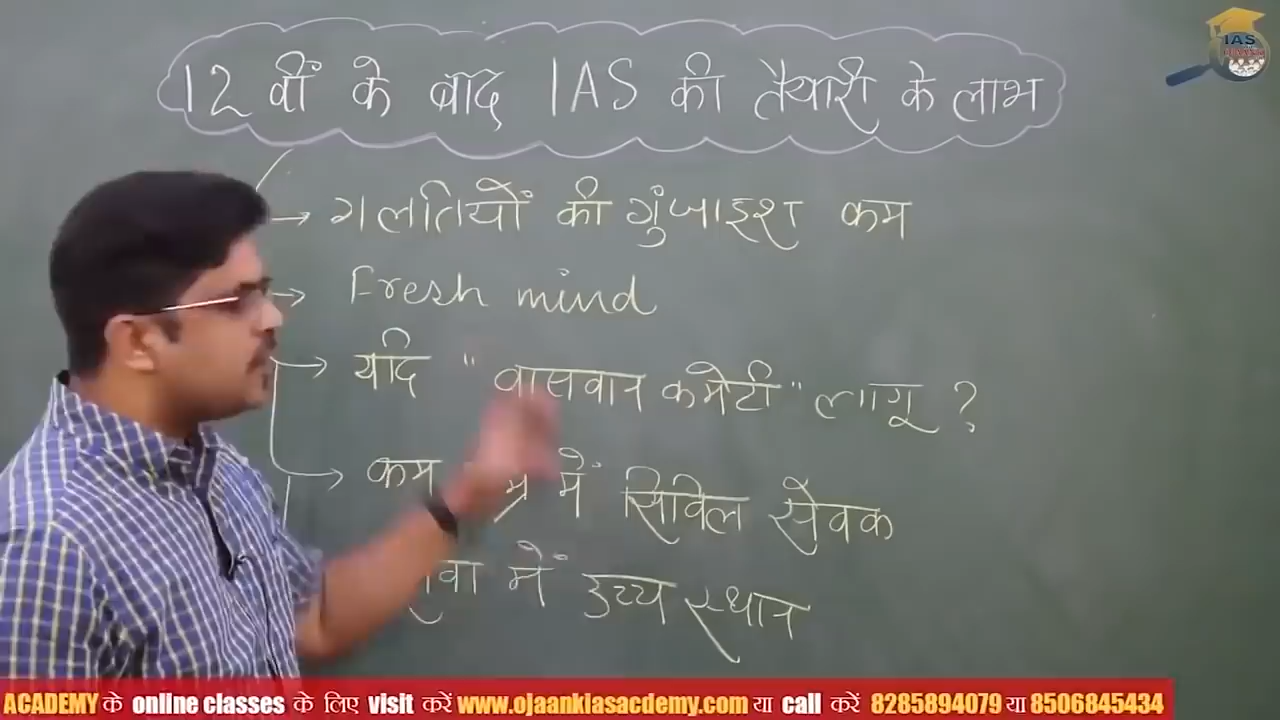 12 वीं के बाद IAS की तैयारी के लाभ
IAS
→ गलतियों की गुंजाइश कम
→ Fresh mind
→ यदि "वासवान कमेटी" लागू ?
→ कम में सिविल सेवक
में उच्च स्थान
ACADEMY के online classes के लिए visit करें www.ojaankiasacademy.com या call करें 8285894079 या 8506845434